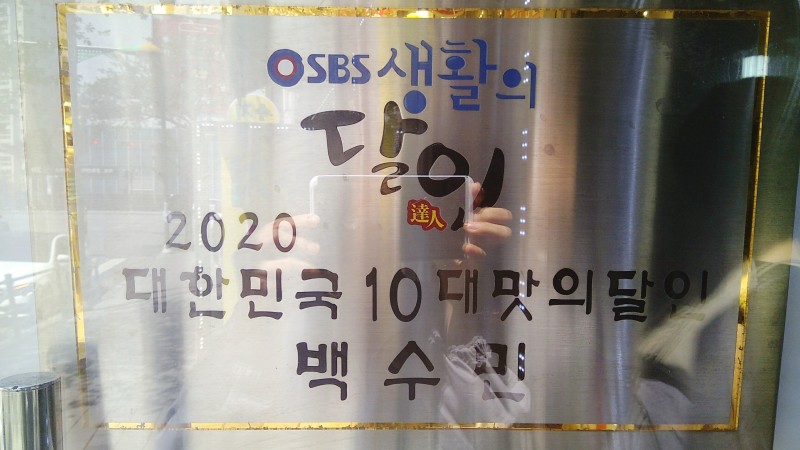 SBS 생활의
달인
達人
2020
대한민국 10대맛의달인
백수민